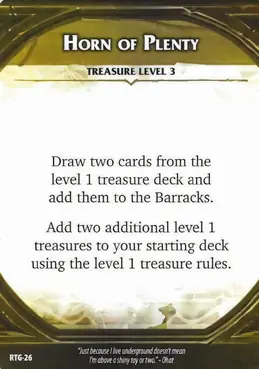 HORN OF PLENTY
TREASURE LEVEL 3
Draw two cards from the
level 1 treasure deck and
add them to the Barracks.
Add two additional level 1
treasures to your starting deck
using the level 1 treasure rules.
"Just because I live underground doesn't mean
I'm above a shiny toy or two." - Ohat
RTG-26